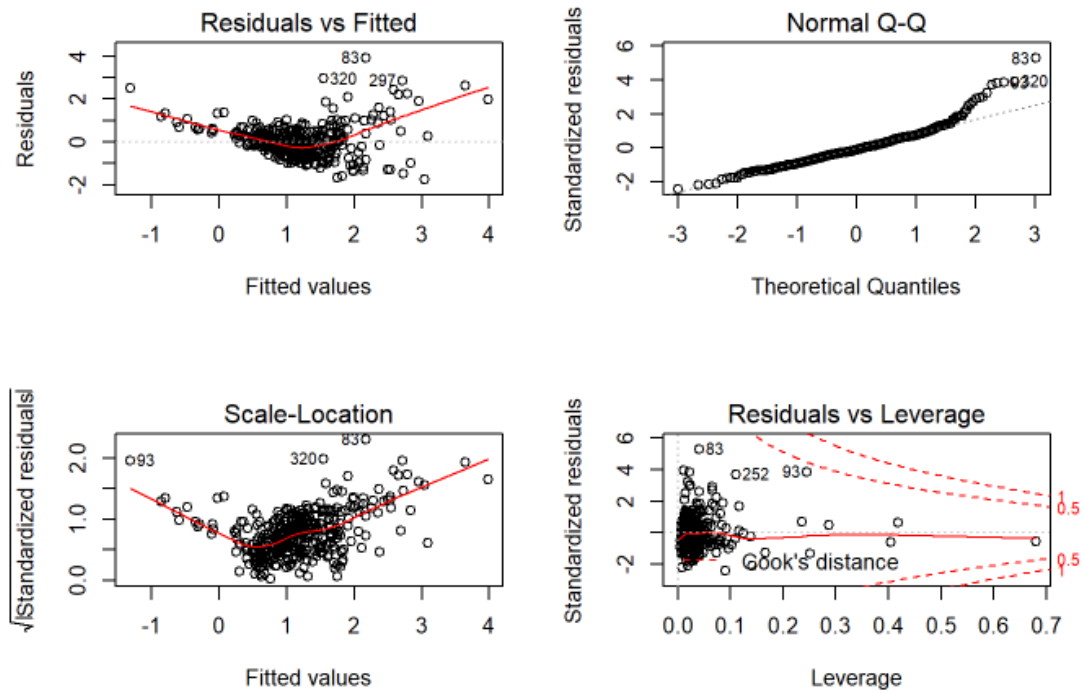 Residuals vs Fitted
Residuals
4
2
0
-2
83
320
297
-1 0 1 2 3 4
Fitted values
Normal Q-Q
Standardized residuals
6
4
2
0
-2
83
93
320
-3 -2 -1 0 1 2 3
Theoretical Quantiles
Scale-Location
√|Standardized residuals|
2.0
1.0
0.0
93
320
83
-1 0 1 2 3 4
Fitted values
Residuals vs Leverage
Standardized residuals
6
4
2
0
-2
83
252
93
1
0.5
0.5
1
Cook's distance
0.0 0.1 0.2 0.3 0.4 0.5 0.6 0.7
Leverage